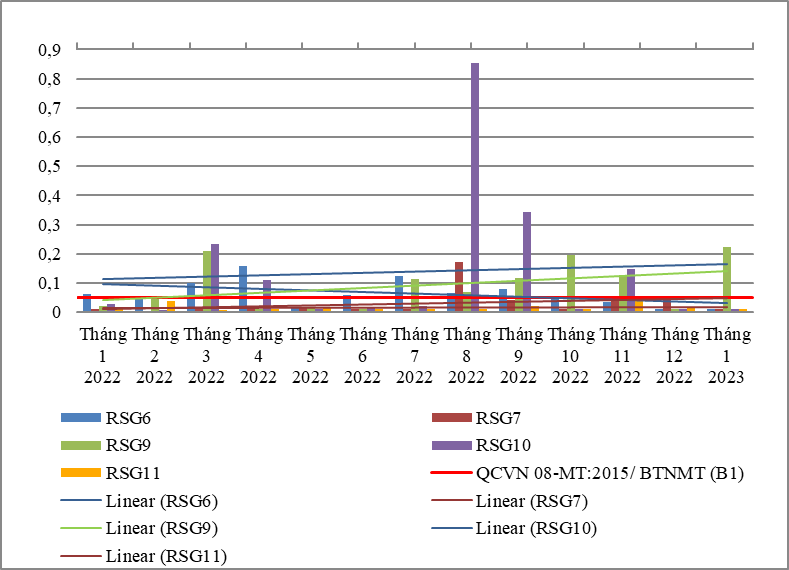 0,9
0,8
0,7
0,6
0,5
0,4
0,3
0,2
0,1
0
Tháng Tháng Tháng Tháng Tháng Tháng Tháng Tháng Tháng Tháng Tháng Tháng Tháng
1 2 3 4 5 6 7 8 9 10 11 12 1
2022 2022 2022 2022 2022 2022 2022 2022 2022 2022 2022 2022 2023
RSG6 RSG7
RSG9 RSG10
RSG11 QCVN 08-MT:2015/ BTNMT (B1)
Linear (RSG6) Linear (RSG7)
Linear (RSG9) Linear (RSG10)
Linear (RSG11)